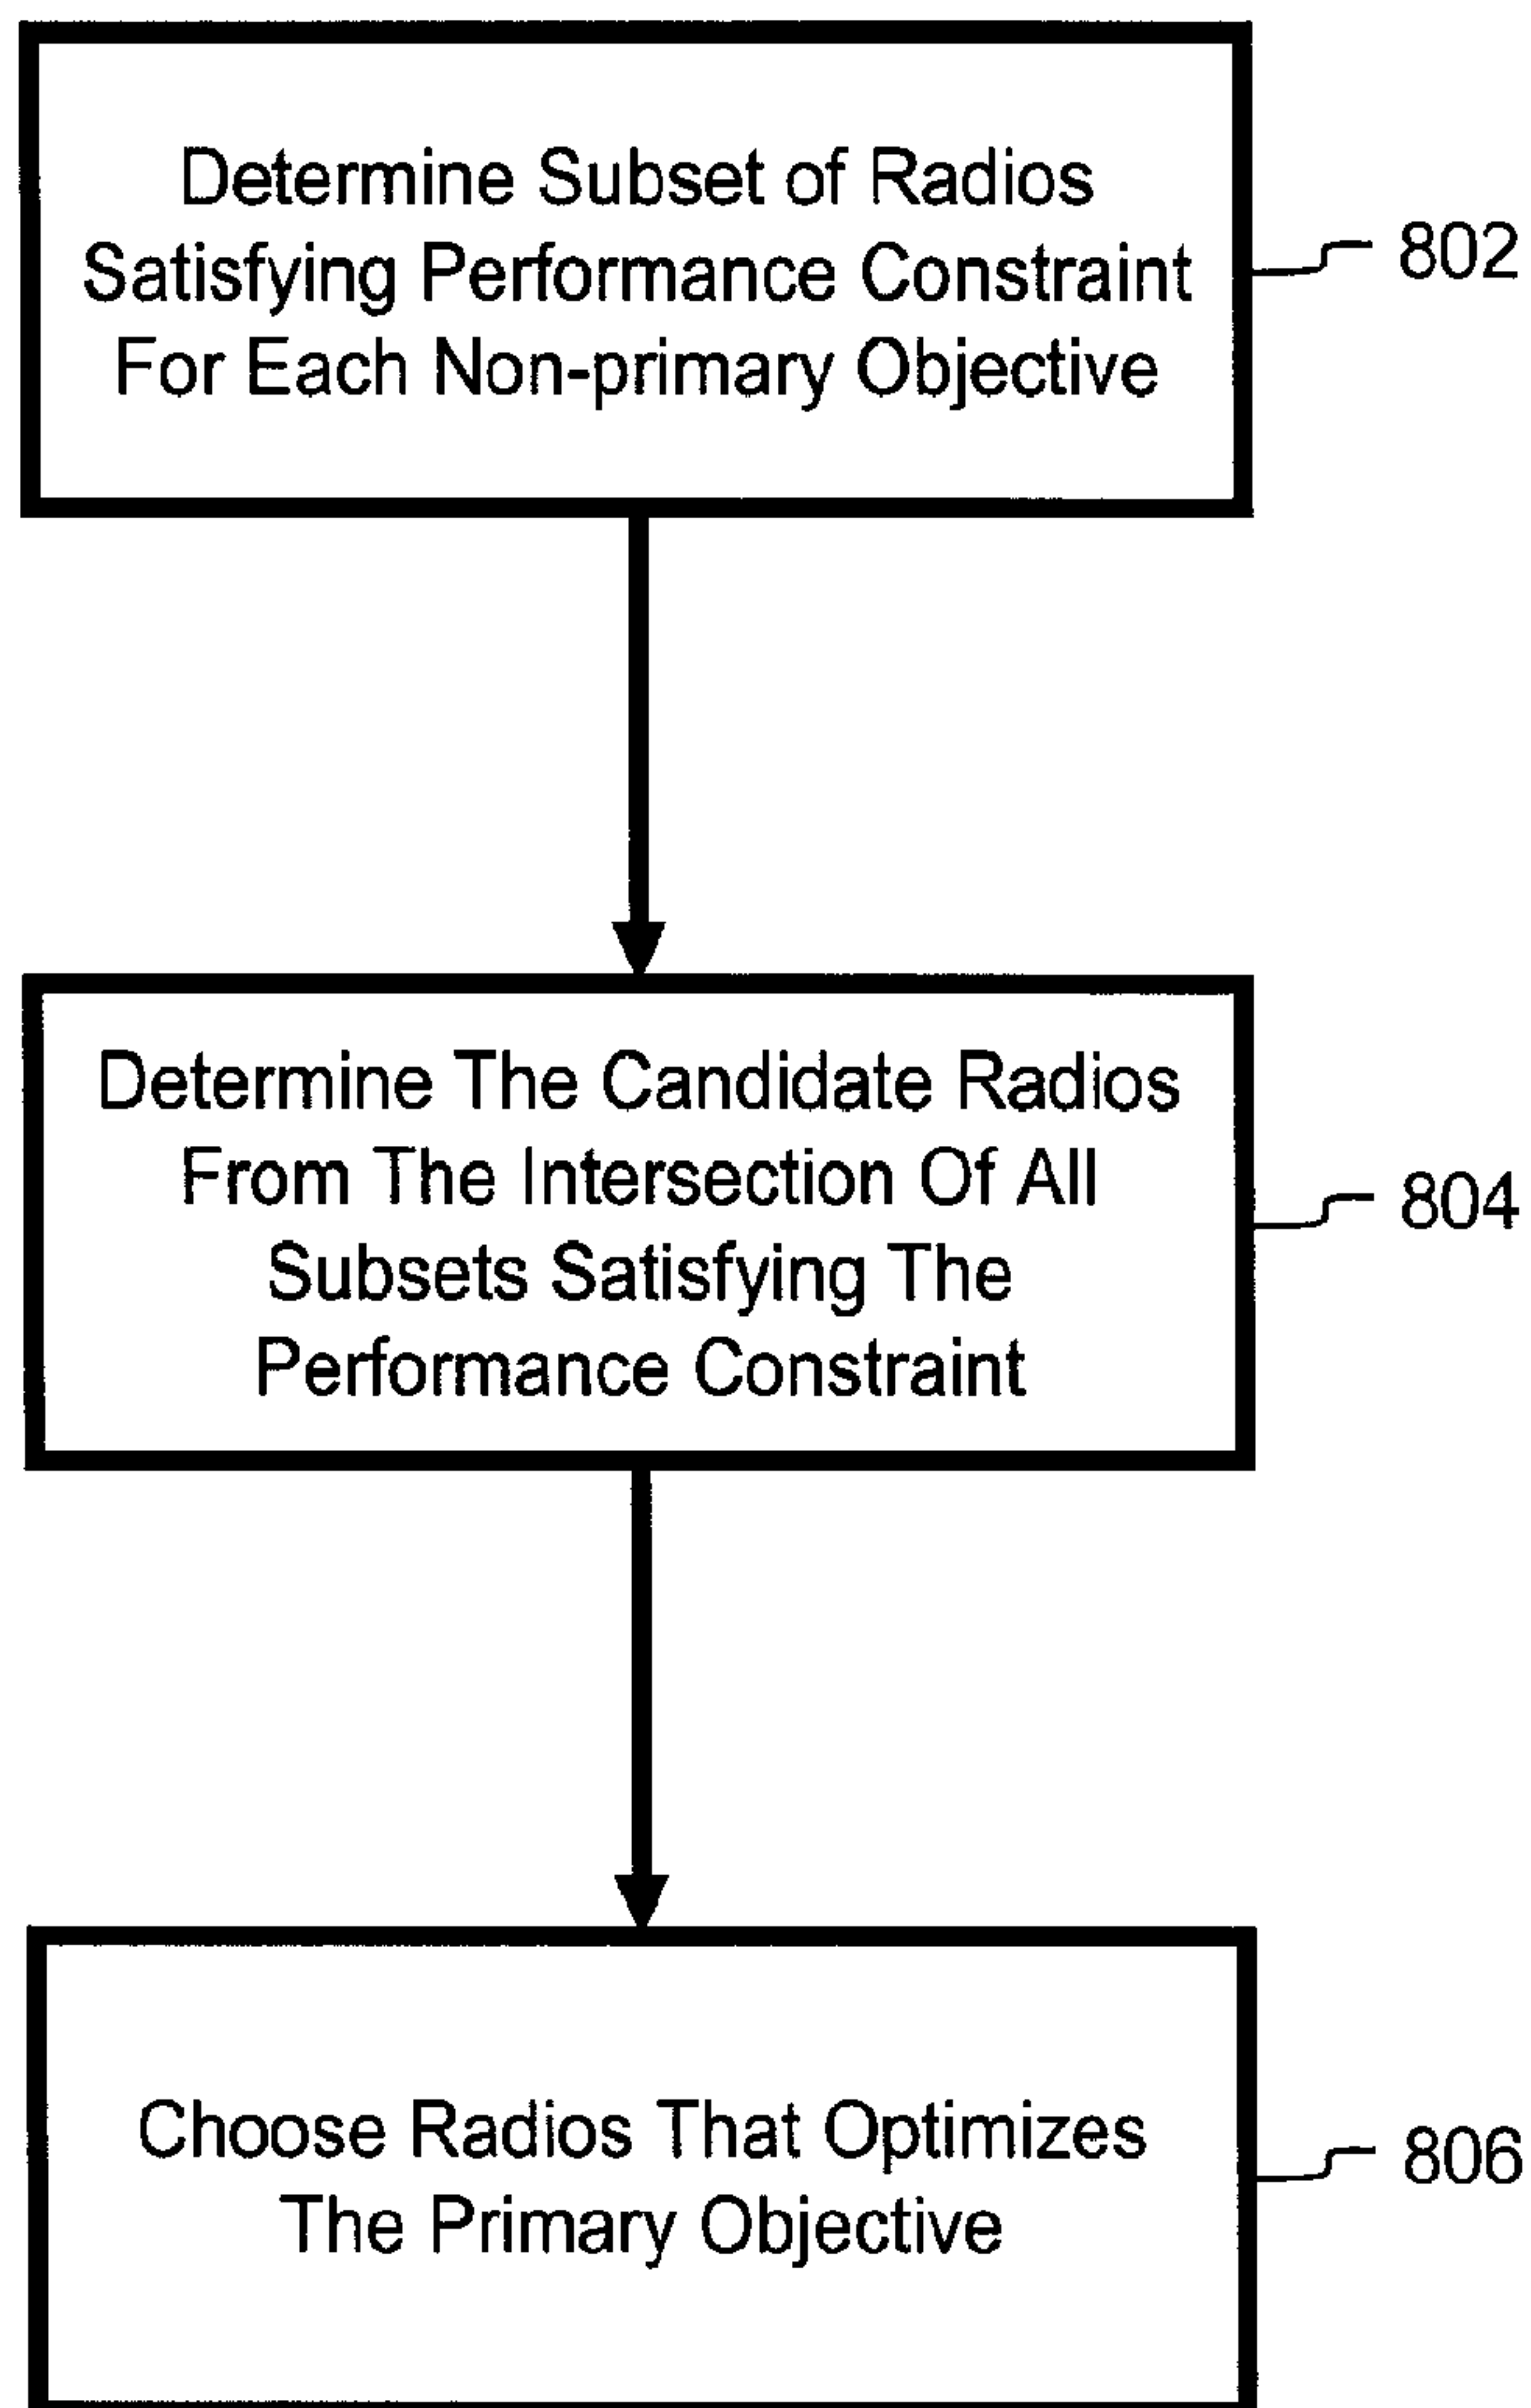 Determine Subset of Radios
Satisfying Performance Constraint
For Each Non-primary Objective
802
Determine The Candidate Radios
From The Intersection Of All
Subsets Satisfying The
Performance Constraint
804
Choose Radios That Optimizes
The Primary Objective
806